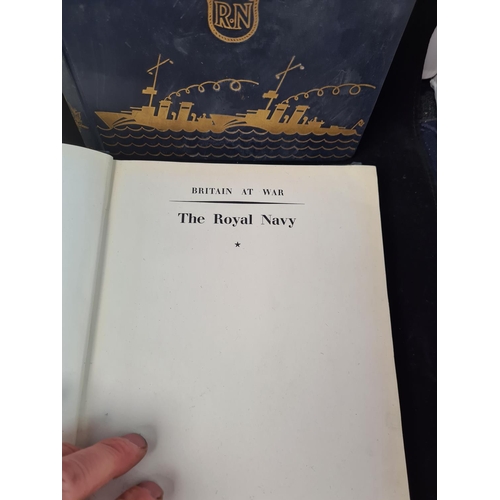 R·N
BRITAIN AT WAR
The Royal Navy
★